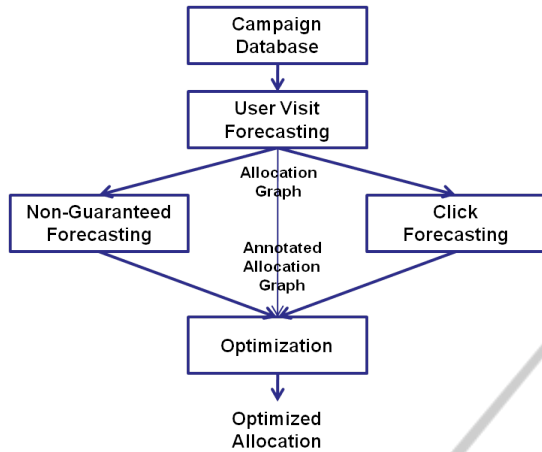 Campaign
Database
User Visit
Forecasting
Allocation
Graph
Non-Guaranteed
Forecasting
Click
Forecasting
Annotated
Allocation
Graph
Optimization
Optimized
Allocation